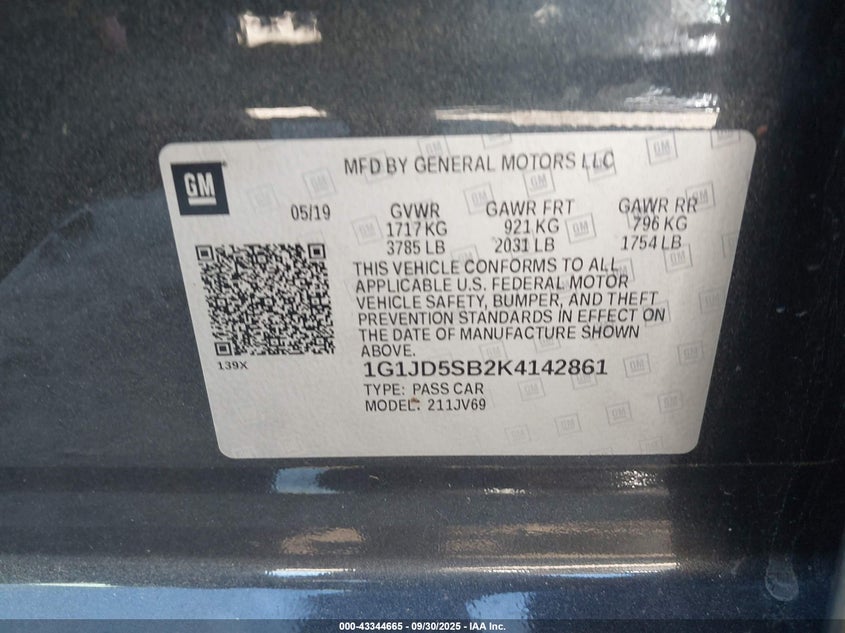 MFD BY GENERAL MOTORS LLC
GM
05/19
GVWR GAWR FRT GAWR RR
1717 KG 921 KG 796 KG
3785 LB 2031 LB 1754 LB
THIS VEHICLE CONFORMS TO ALL
APPLICABLE U.S. FEDERAL MOTOR
VEHICLE SAFETY, BUMPER, AND THEFT
PREVENTION STANDARDS IN EFFECT ON
THE DATE OF MANUFACTURE SHOWN
ABOVE.
139X
1G1JD5SB2K4142861
TYPE: PASS CAR
MODEL: 211JV69
000-43344665 - 09/30/2025 - IAA Inc.